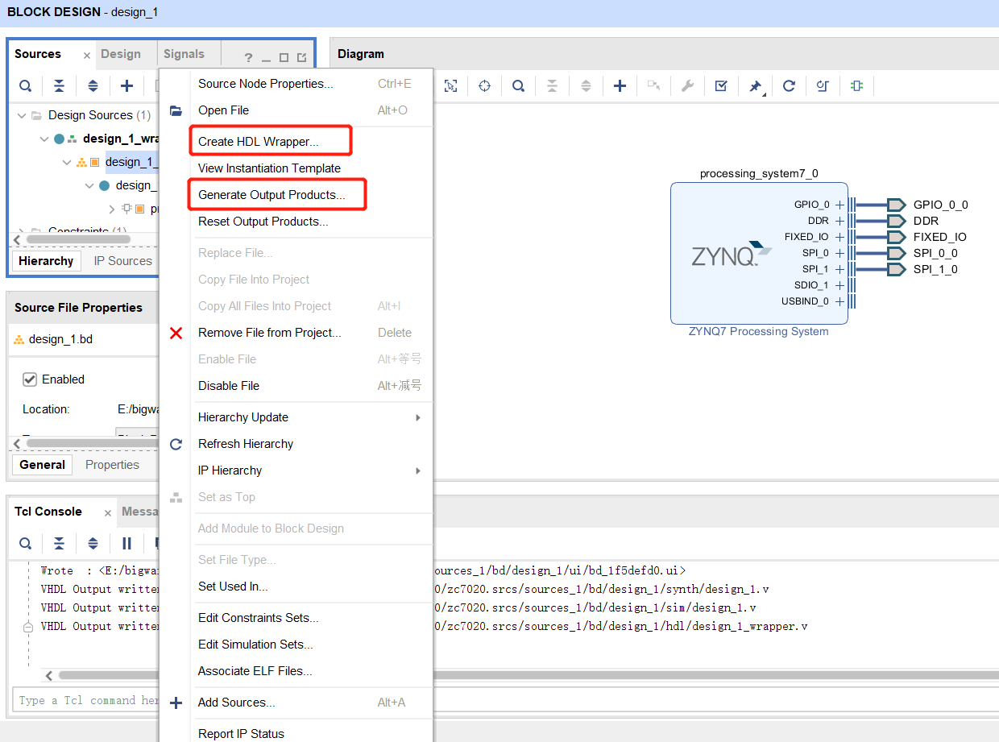 BLOCK DESIGN - design_1
Sources × Design Signals ? Diagram
Design Sources (1)
design_1_wra
design_1_
design_
Constraints (1)
Hierarchy IP Sources
Source File Properties
design_1.bd
Enabled
Location: E:/bigwa
General Properties
Source Node Properties... Ctrl+E
Open File Alt+O
Create HDL Wrapper...
View Instantiation Template
Generate Output Products...
Reset Output Products...
Replace File...
Copy File Into Project
Copy All Files Into Project Alt+I
Remove File from Project... Delete
Enable File Alt+等号
Disable File Alt+减号
Hierarchy Update
Refresh Hierarchy
IP Hierarchy
Set as Top
Add Module to Block Design
Set File Type...
Set Used In...
Edit Constraints Sets...
Edit Simulation Sets...
Associate ELF Files...
Add Sources... Alt+A
Report IP Status
processing_system7_0
GPIO_0 GPIO_0_0
DDR DDR
FIXED_IO FIXED_IO
SPI_0 SPI_0_0
SPI_1 SPI_1_0
SDIO_1
USBIND_0
ZYNQ
ZYNQ7 Processing System
Tcl Console × Messa
Wrote : <E:/bigwa ources_1/bd/design_1/ui/bd_1f5defd0.ui>
VHDL Output writte 0/zc7020.srcs/sources_1/bd/design_1/synth/design_1.v
VHDL Output writte 0/zc7020.srcs/sources_1/bd/design_1/sim/design_1.v
VHDL Output writte 0/zc7020.srcs/sources_1/bd/design_1/hdl/design_1_wrapper.v
Type a Tcl command her